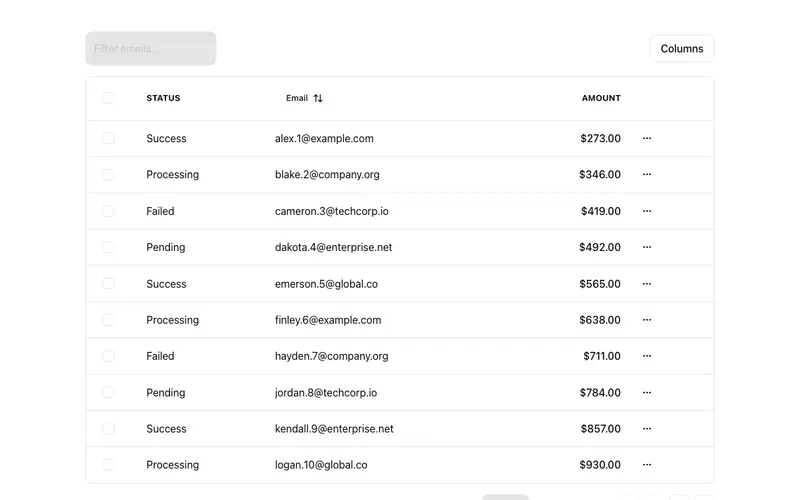 Filter emails...
Columns
STATUS Email AMOUNT
Success alex.1@example.com $273.00 ...
Processing blake.2@company.org $346.00 ...
Failed cameron.3@techcorp.io $419.00 ...
Pending dakota.4@enterprise.net $492.00 ...
Success emerson.5@global.co $565.00 ...
Processing finley.6@example.com $638.00 ...
Failed hayden.7@company.org $711.00 ...
Pending jordan.8@techcorp.io $784.00 ...
Success kendall.9@enterprise.net $857.00 ...
Processing logan.10@global.co $930.00 ...